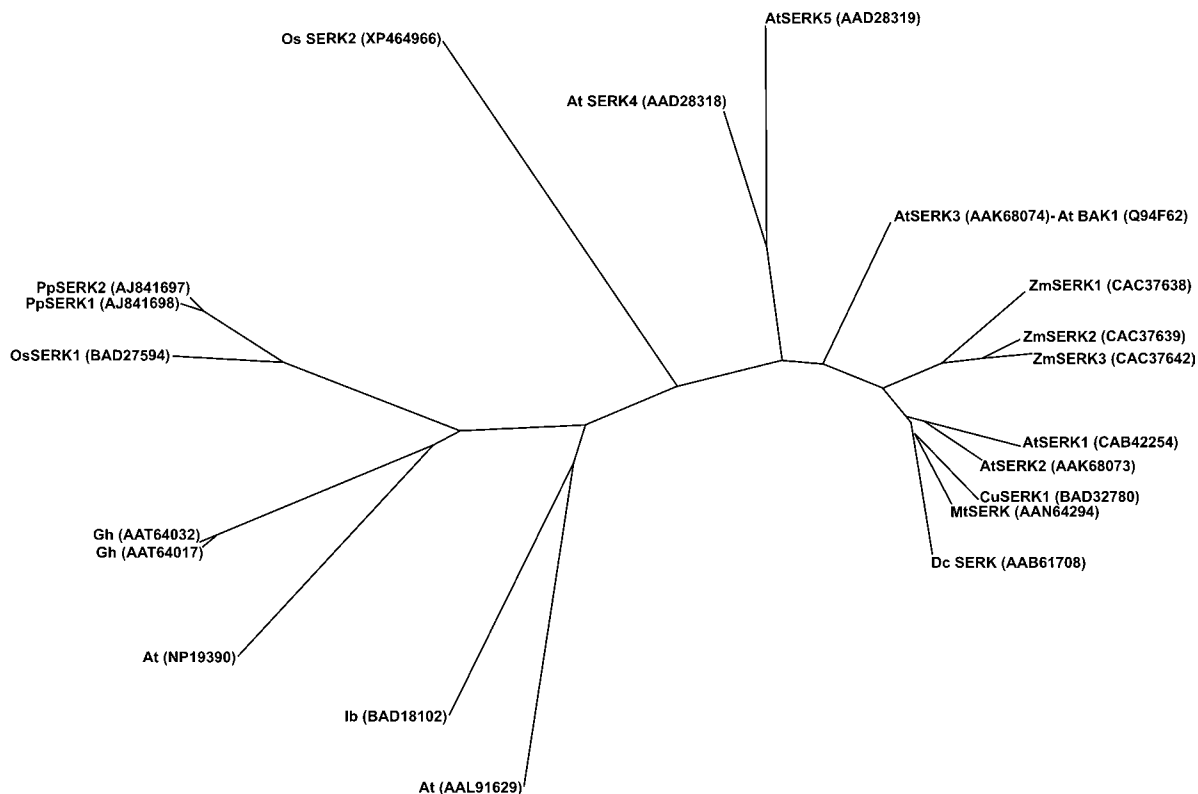 AtSERK5 (AAD28319)
Os SERK2 (XP464966)
At SERK4 (AAD28318)
AtSERK3 (AAK68074)- At BAK1 (Q94F62)
ZmSERK1 (CAC37638)
PpSERK2 (AJ841697)
PpSERK1 (AJ841698)
ZmSERK2 (CAC37639)
OsSERK1 (BAD27594)
ZmSERK3 (CAC37642)
AtSERK1 (CAB42254)
AtSERK2 (AAK68073)
CuSERK1 (BAD32780)
MtSERK (AAN64294)
Gh (AAT64032)
Gh (AAT64017)
Dc SERK (AAB61708)
At (NP19390)
Ib (BAD18102)
At (AAL91629)